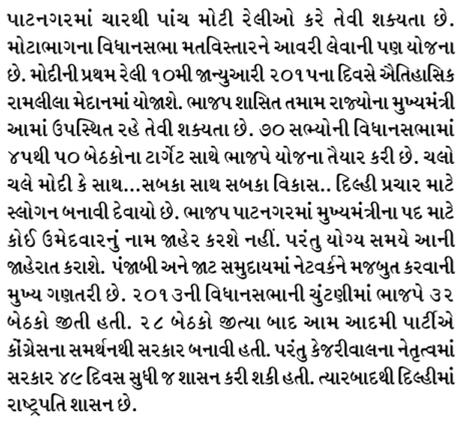 પાટનગરમાં ચારથી પાંચ મોટી રેલીઓ કરે તેવી શક્યતા છે.
મોટાભાગના વિધાનસભા મતવિસ્તારને આવરી લેવાની પણ યોજના
છે. મોદીની પ્રથમ રેલી ૧૦મી જાન્યુઆરી ૨૦૧૫ના દિવસે ઐતિહાસિક
રામલીલા મેદાનમાં યોજાશે. ભાજપ શાસિત તમામ રાજ્યોના મુખ્યમંત્રી
આમાં ઉપસ્થિત રહે તેવી શક્યતા છે. ૭૦ સભ્યોની વિધાનસભામાં
૪૫થી ૫૦ બેઠકોના ટાર્ગેટ સાથે ભાજપે યોજના તૈયાર કરી છે. ચલો
ચલે મોદી કે સાથ...સબકા સાથ સબકા વિકાસ.. દિલ્હી પ્રચાર માટે
સ્લોગન બનાવી દેવાયો છે. ભાજપ પાટનગરમાં મુખ્યમંત્રીના પદ માટે
કોઈ ઉમેદવારનું નામ જાહેર કરશે નહીં. પરંતુ યોગ્ય સમયે આની
જાહેરાત કરાશે. પંજાબી અને જાટ સમુદાયમાં નેટવર્કને મજબુત કરવાની
મુખ્ય ગણતરી છે. ૨૦૧૩ની વિધાનસભાની ચુંટણીમાં ભાજપે ૩૨
બેઠકો જીતી હતી. ૨૮ બેઠકો જીત્યા બાદ આમ આદમી પાર્ટીએ
કોંગ્રેસના સમર્થનથી સરકાર બનાવી હતી. પરંતુ કેજરીવાલના નેતૃત્વમાં
સરકાર ૪૯ દિવસ સુધી જ શાસન કરી શકી હતી. ત્યારબાદથી દિલ્હીમાં
રાષ્ટ્રપતિ શાસન છે.